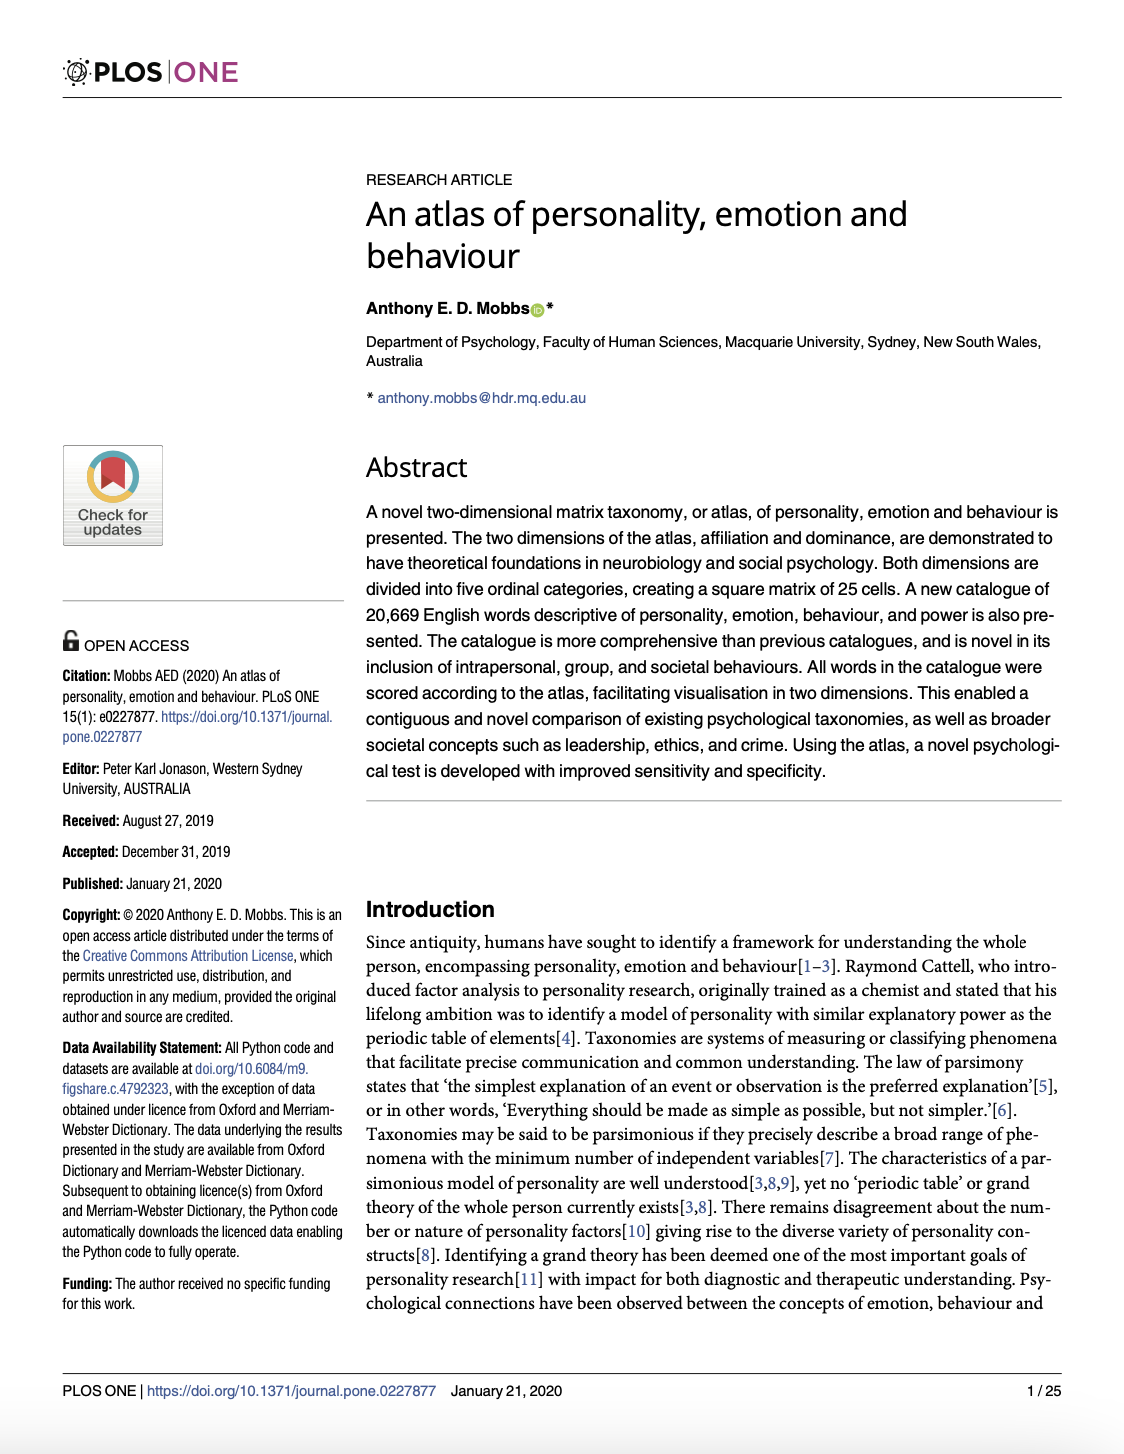 PLOS | ONE
RESEARCH ARTICLE
An atlas of personality, emotion and
behaviour
Anthony E. D. Mobbs iD *
Department of Psychology, Faculty of Human Sciences, Macquarie University, Sydney, New South Wales,
Australia
* anthony.mobbs@hdr.mq.edu.au
Check for
updates
OPEN ACCESS
Citation: Mobbs AED (2020) An atlas of
personality, emotion and behaviour. PLoS ONE
15(1): e0227877. https://doi.org/10.1371/journal.
pone.0227877
Editor: Peter Karl Jonason, Western Sydney
University, AUSTRALIA
Received: August 27, 2019
Accepted: December 31, 2019
Published: January 21, 2020
Copyright: © 2020 Anthony E. D. Mobbs. This is an
open access article distributed under the terms of
the Creative Commons Attribution License, which
permits unrestricted use, distribution, and
reproduction in any medium, provided the original
author and source are credited.
Data Availability Statement: All Python code and
datasets are available at doi.org/10.6084/m9.
figshare.c.4792323, with the exception of data
obtained under licence from Oxford and Merriam-
Webster Dictionary. The data underlying the results
presented in the study are available from Oxford
Dictionary and Merriam-Webster Dictionary.
Subsequent to obtaining licence(s) from Oxford
and Merriam-Webster Dictionary, the Python code
automatically downloads the licenced data enabling
the Python code to fully operate.
Funding: The author received no specific funding
for this work.
Abstract
A novel two-dimensional matrix taxonomy, or atlas, of personality, emotion and behaviour is
presented. The two dimensions of the atlas, affiliation and dominance, are demonstrated to
have theoretical foundations in neurobiology and social psychology. Both dimensions are
divided into five ordinal categories, creating a square matrix of 25 cells. A new catalogue of
20,669 English words descriptive of personality, emotion, behaviour, and power is also pre-
sented. The catalogue is more comprehensive than previous catalogues, and is novel in its
inclusion of intrapersonal, group, and societal behaviours. All words in the catalogue were
scored according to the atlas, facilitating visualisation in two dimensions. This enabled a
contiguous and novel comparison of existing psychological taxonomies, as well as broader
societal concepts such as leadership, ethics, and crime. Using the atlas, a novel psychologi-
cal test is developed with improved sensitivity and specificity.
Introduction
Since antiquity, humans have sought to identify a framework for understanding the whole
person, encompassing personality, emotion and behaviour[1–3]. Raymond Cattell, who intro-
duced factor analysis to personality research, originally trained as a chemist and stated that his
lifelong ambition was to identify a model of personality with similar explanatory power as the
periodic table of elements[4]. Taxonomies are systems of measuring or classifying phenomena
that facilitate precise communication and common understanding. The law of parsimony
states that ‘the simplest explanation of an event or observation is the preferred explanation’[5],
or in other words, ‘Everything should be made as simple as possible, but not simpler.’[6].
Taxonomies may be said to be parsimonious if they precisely describe a broad range of phe-
nomena with the minimum number of independent variables[7]. The characteristics of a par-
simonious model of personality are well understood[3,8,9], yet no ‘periodic table’ or grand
theory of the whole person currently exists[3,8]. There remains disagreement about the num-
ber or nature of personality factors[10] giving rise to the diverse variety of personality con-
structs[8]. Identifying a grand theory has been deemed one of the most important goals of
personality research[11] with impact for both diagnostic and therapeutic understanding. Psy-
chological connections have been observed between the concepts of emotion, behaviour and
PLOS ONE | https://doi.org/10.1371/journal.pone.0227877 January 21, 2020
1 / 25